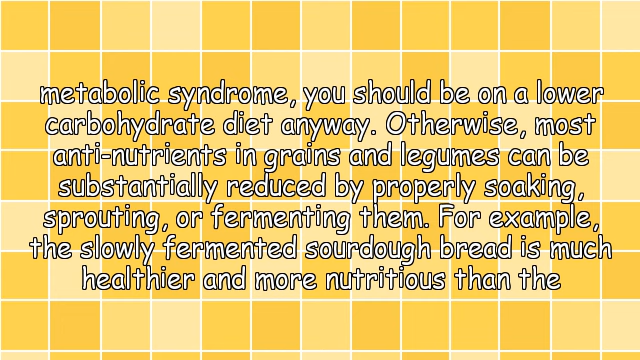 metabolic syndrome, you should be on a lower
carbohydrate diet anyway. Otherwise, most
anti-nutrients in grains and legumes can be
substantially reduced by properly soaking,
sprouting, or fermenting them. For example,
the slowly fermented sourdough bread is much
healthier and more nutritious than the